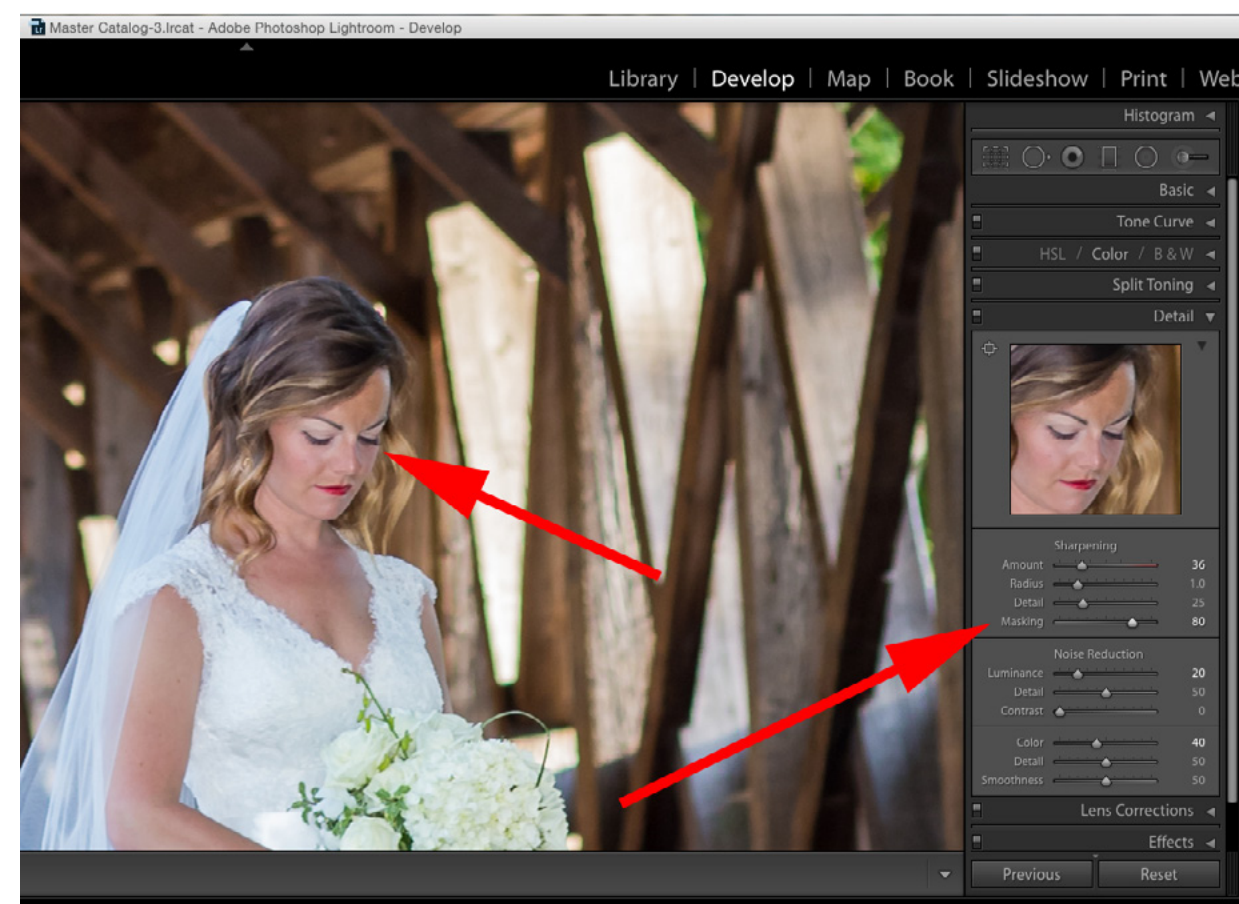 Master Catalog-3.lrcat - Adobe Photoshop Lightroom - Develop
Library | Develop | Map | Book | Slideshow | Print | Web
Histogram
Basic
Tone Curve
HSL / Color / B & W
Split Toning
Detail
Sharpening
Amount 36
Radius 1.0
Detail 25
Masking 80
Noise Reduction
Luminance 20
Detail 50
Contrast 0
Color 40
Detail 50
Smoothness 50
Lens Corrections
Effects
Previous Reset